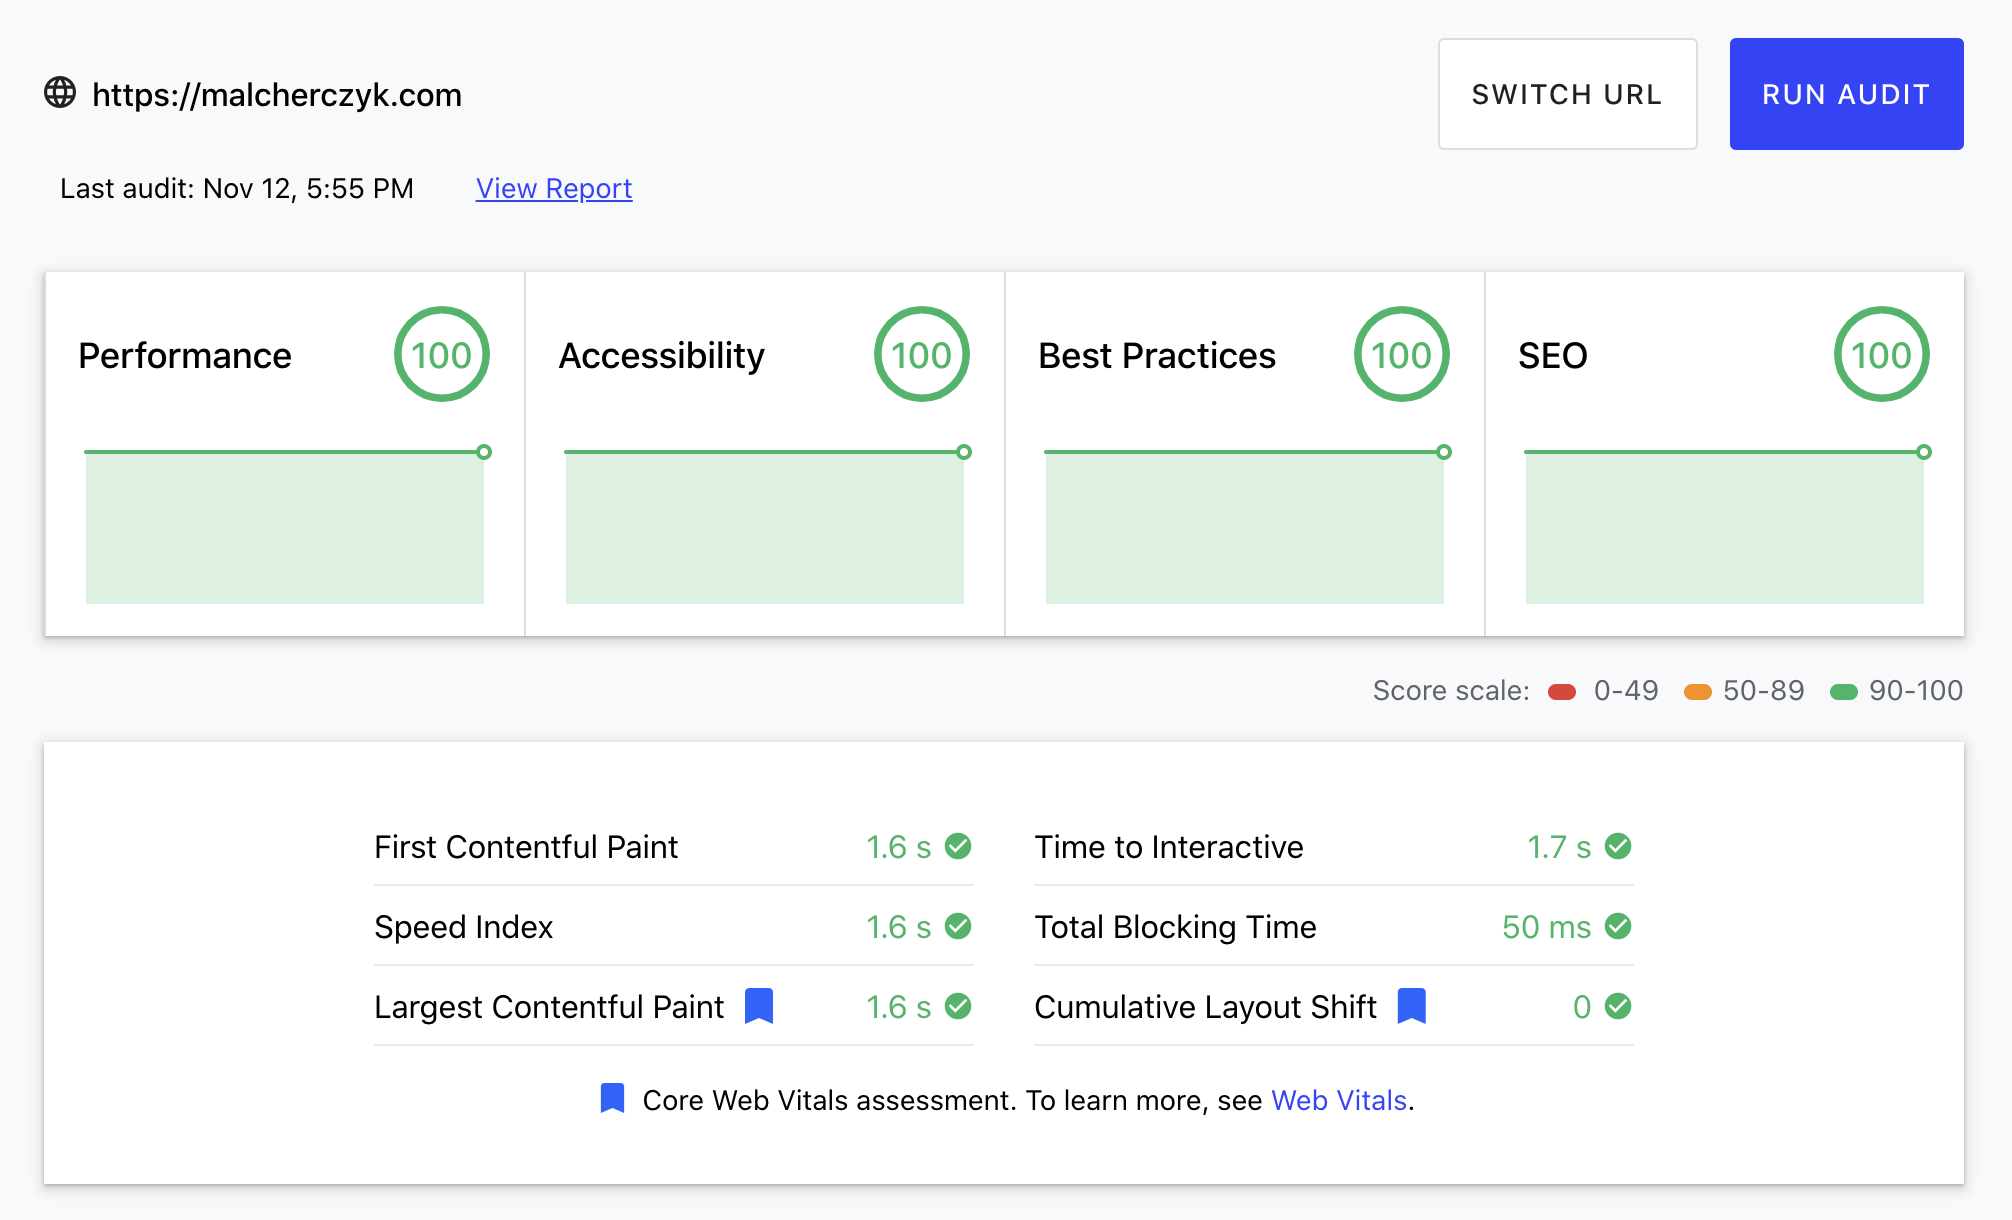 https://malcherczyk.com
SWITCH URL
RUN AUDIT
Last audit: Nov 12, 5:55 PM
View Report
Performance
100
Accessibility
100
Best Practices
100
SEO
100
Score scale: 0-49 50-89 90-100
First Contentful Paint 1.6 s
Time to Interactive 1.7 s
Speed Index 1.6 s
Total Blocking Time 50 ms
Largest Contentful Paint 1.6 s
Cumulative Layout Shift 0
Core Web Vitals assessment. To learn more, see Web Vitals.